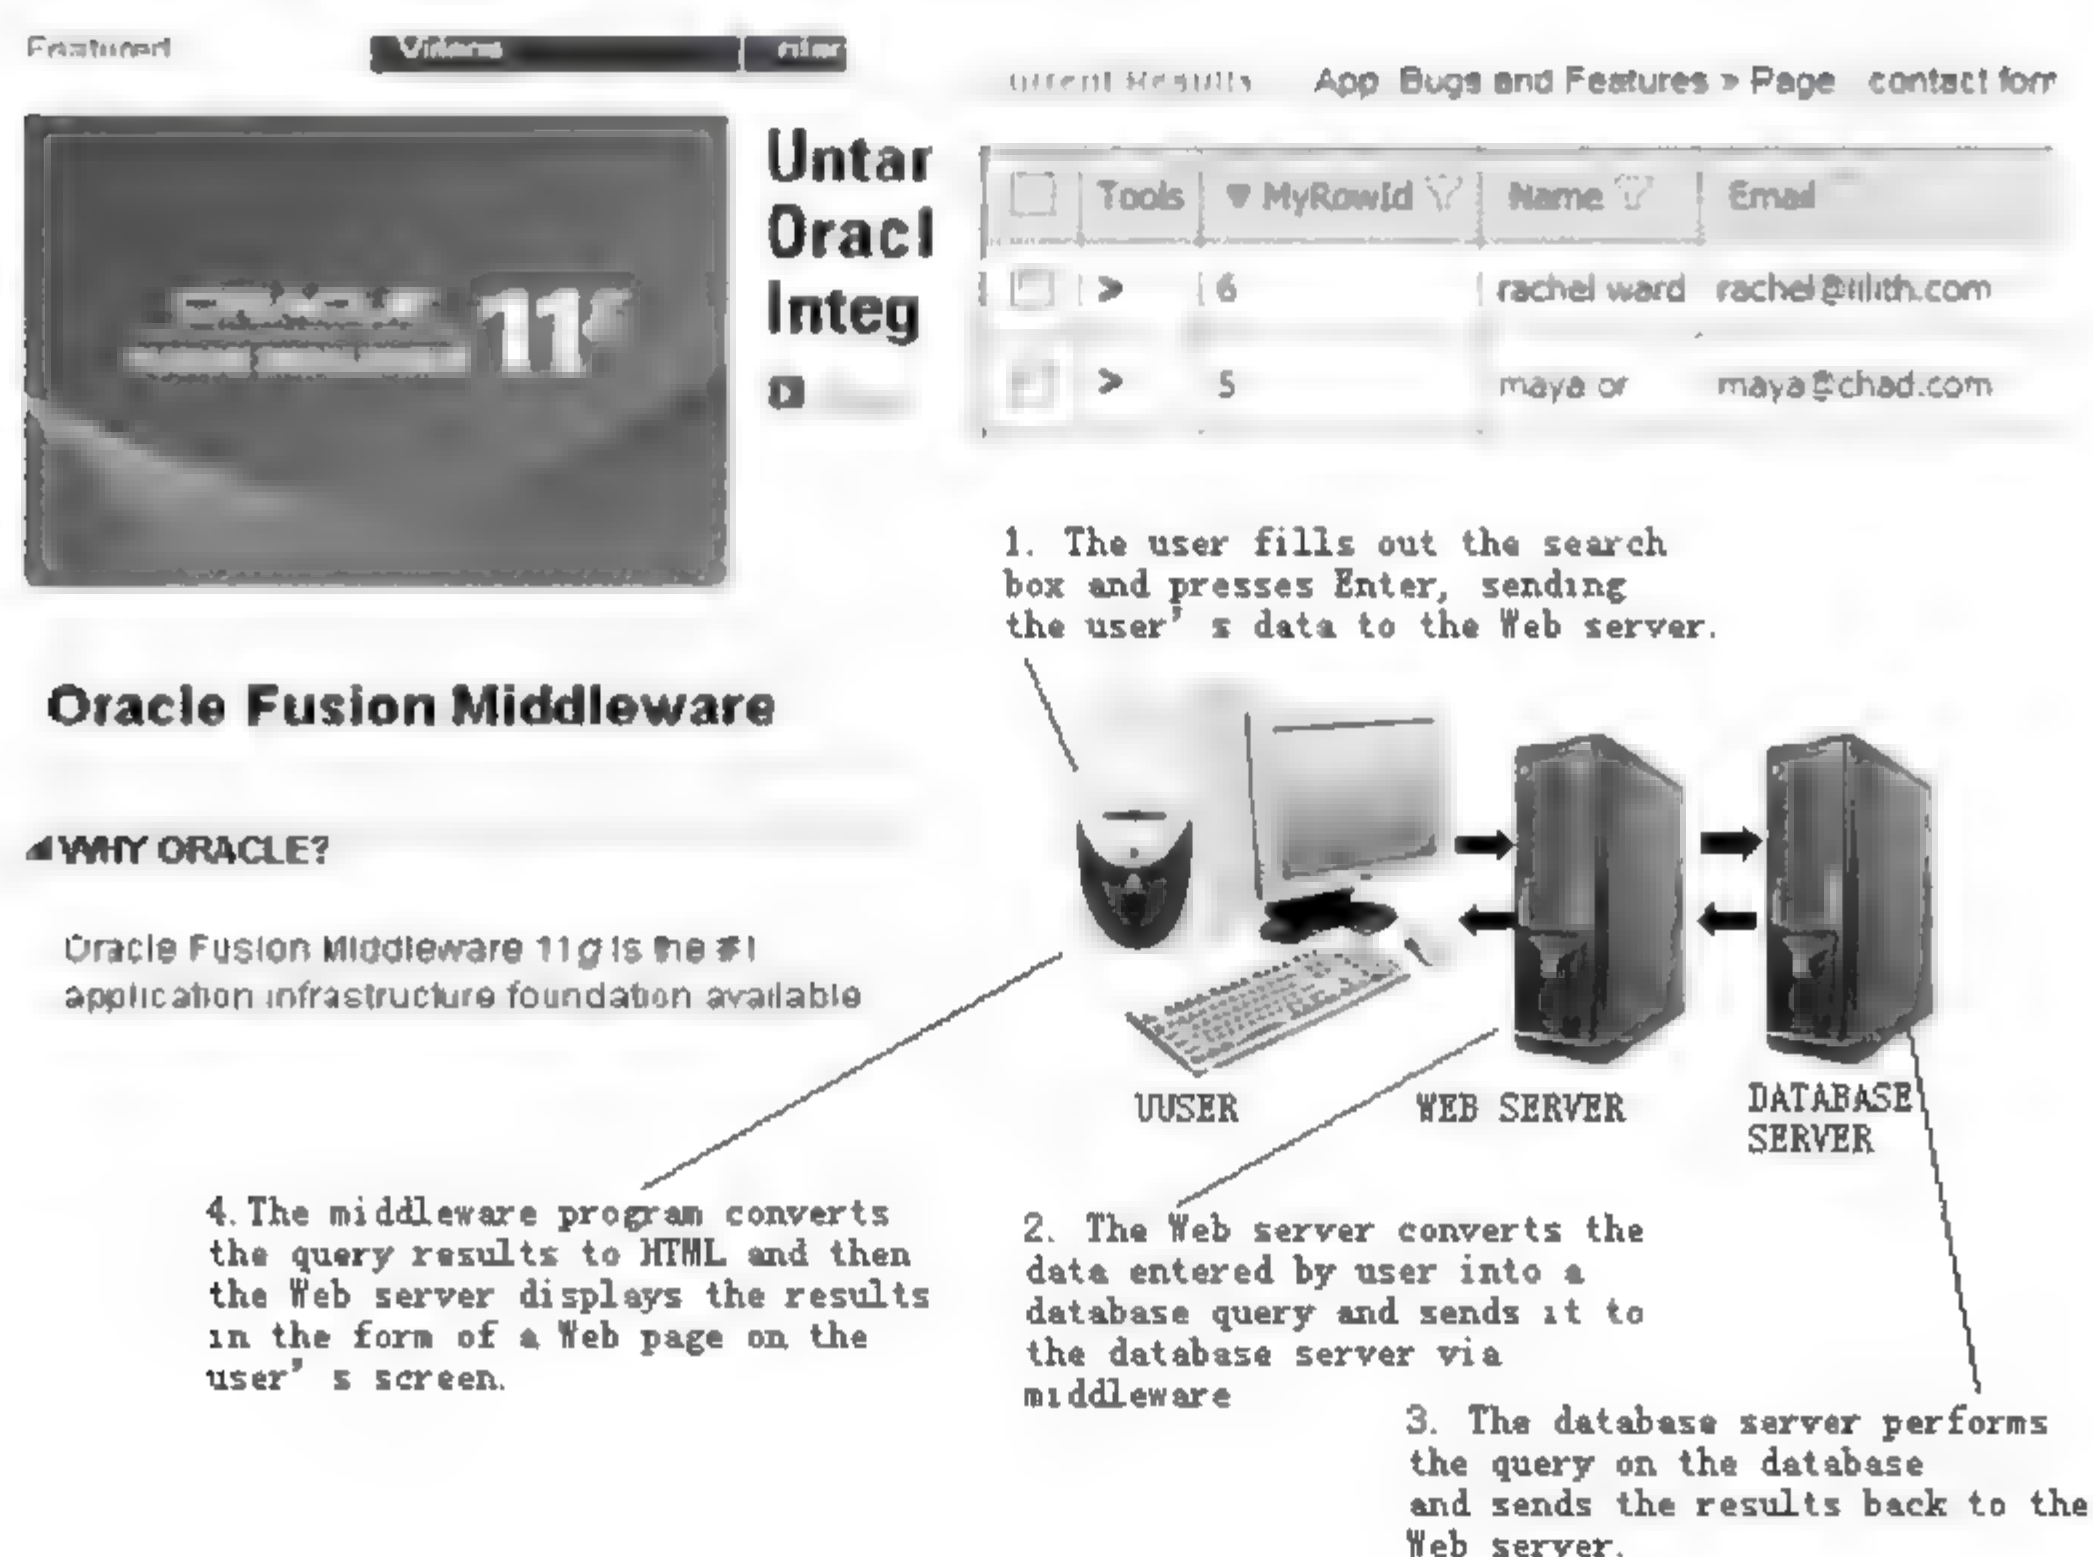 Featured
Videos
Untar
Oracl
Integ
Oracle Fusion Middleware
WHY ORACLE?
Oracle Fusion Middleware 11g is the #1
application infrastructure foundation available
urrent Results App Bugs and Features » Page contact form
Tools ▼ MyRowId Name Email
> 6 rachel ward rachel@lilith.com
> 5 maya or maya@chad.com
1. The user fills out the search
box and presses Enter, sending
the user's data to the Web server.
UUSER
WEB SERVER
DATABASE
SERVER
4. The middleware program converts
the query results to HTML and then
the Web server displays the results
in the form of a Web page on the
user's screen.
2. The Web server converts the
data entered by user into a
database query and sends it to
the database server via
middleware
3. The database server performs
the query on the database
and sends the results back to the
Web server.